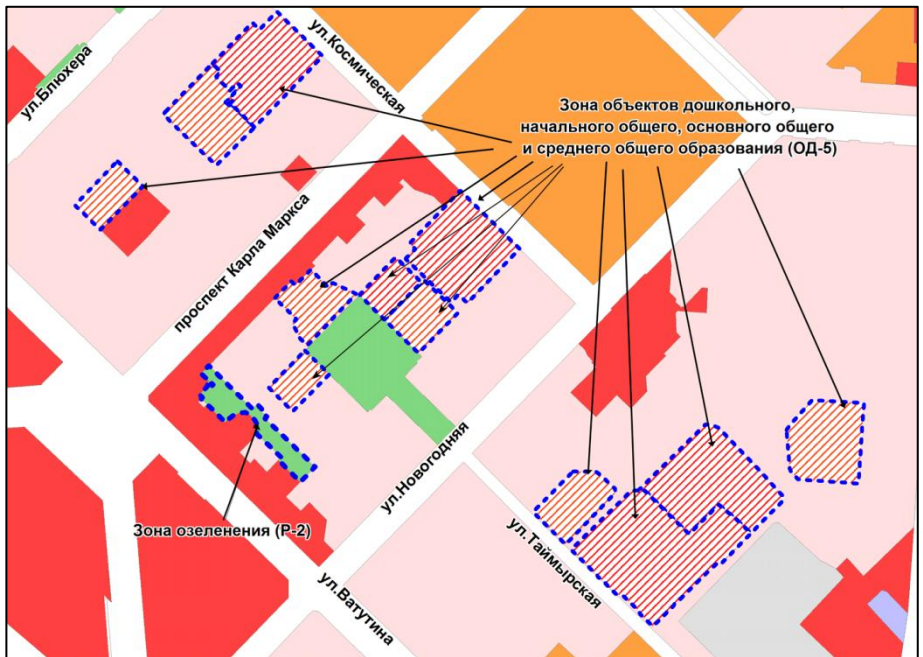 ул.Блюхера
ул.Космическая
Зона объектов дошкольного,
начального общего, основного общего
и среднего общего образования (ОД-5)
проспект Карла Маркса
ул.Новогодняя
Зона озеленения (Р-2)
ул.Таймырская
ул.Ватутина